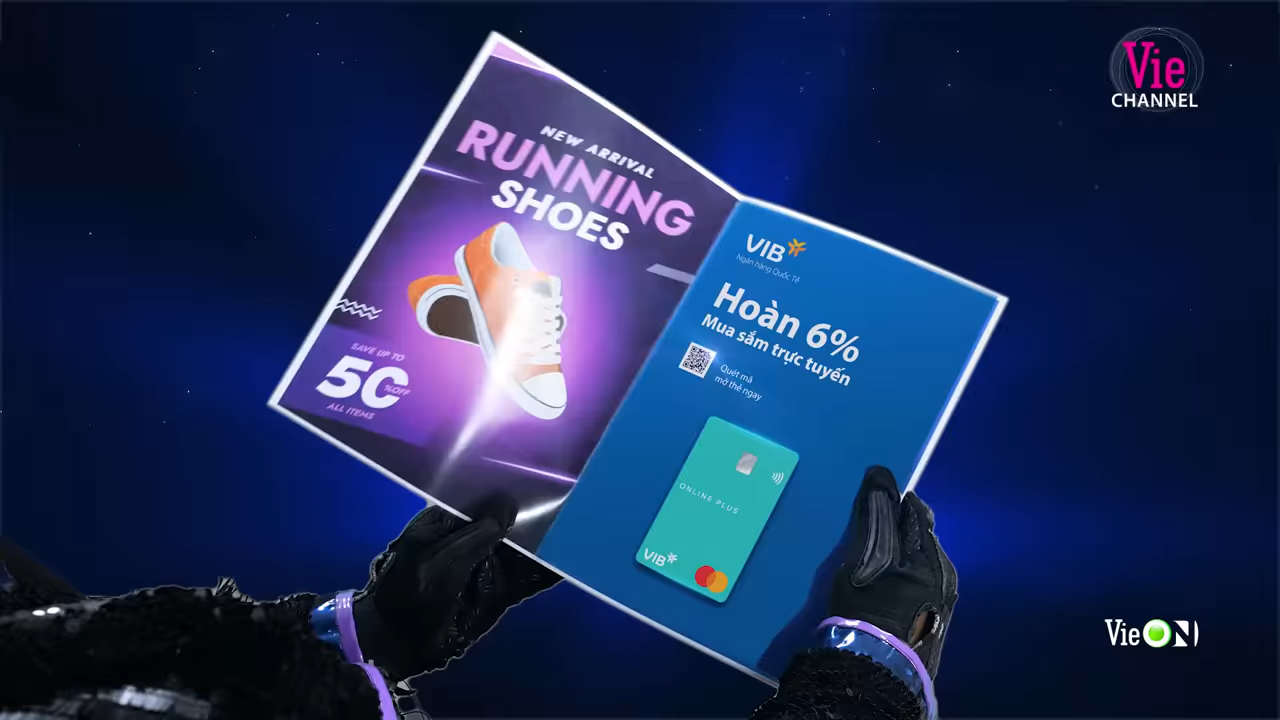 Vie
CHANNEL
NEW ARRIVAL
RUNNING
SHOES
SAVE UP TO
50
%OFF
ALL ITEMS
VIB
Ngân hàng Quốc Tế
Hoàn 6%
Mua sắm trực tuyến
Quét mã
mở thẻ ngay
ONLINE PLUS
VIB
VieON